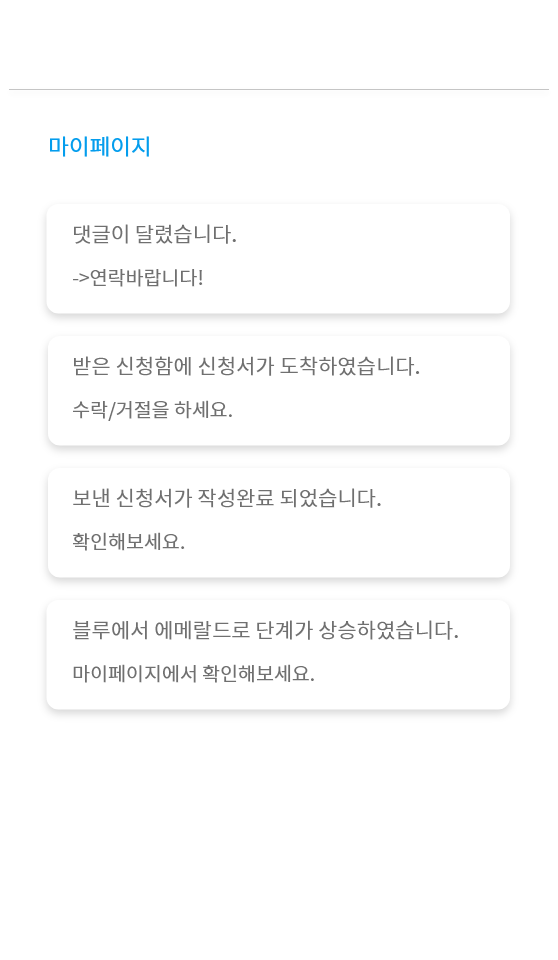 마이페이지
댓글이 달렸습니다.
->연락바랍니다!
받은 신청함에 신청서가 도착하였습니다.
수락/거절을 하세요.
보낸 신청서가 작성완료 되었습니다.
확인해보세요.
블루에서 에메랄드로 단계가 상승하였습니다.
마이페이지에서 확인해보세요.